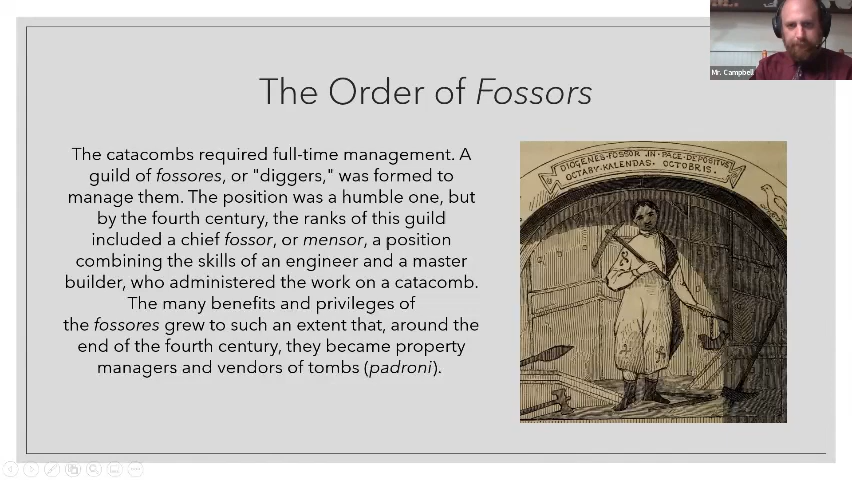 Mr. Campbell
The Order of Fossors
The catacombs required full-time management. A
guild of fossores, or "diggers," was formed to
manage them. The position was a humble one, but
by the fourth century, the ranks of this guild
included a chief fossor, or mensor, a position
combining the skills of an engineer and a master
builder, who administered the work on a catacomb.
The many benefits and privileges of
the fossores grew to such an extent that, around the
end of the fourth century, they became property
managers and vendors of tombs (padroni).
DIOGENES·FOSSOR·IN·PACE·DEPOSITVS
OCTABV·KALENDAS·OCTOBRIS.